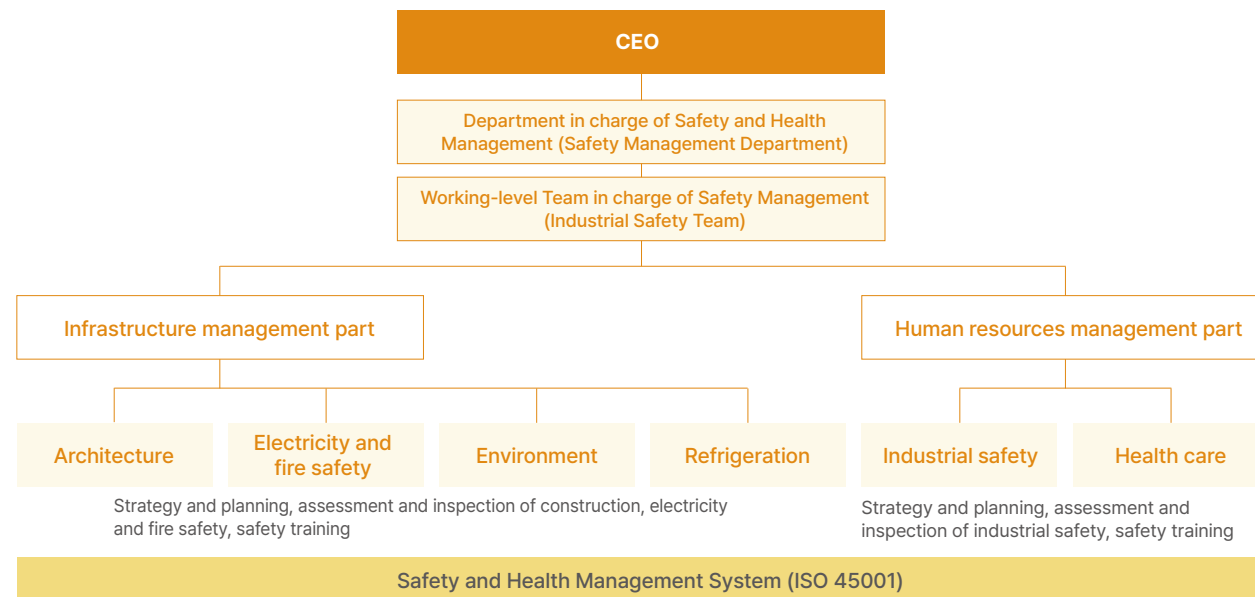 CEO
Department in charge of Safety and Health
Management (Safety Management Department)
Working-level Team in charge of Safety Management
(Industrial Safety Team)
Infrastructure management part
Human resources management part
Architecture
Electricity and
fire safety
Environment
Refrigeration
Industrial safety
Health care
Strategy and planning, assessment and inspection of construction, electricity
and fire safety, safety training
Strategy and planning, assessment and
inspection of industrial safety, safety training
Safety and Health Management System (ISO 45001)